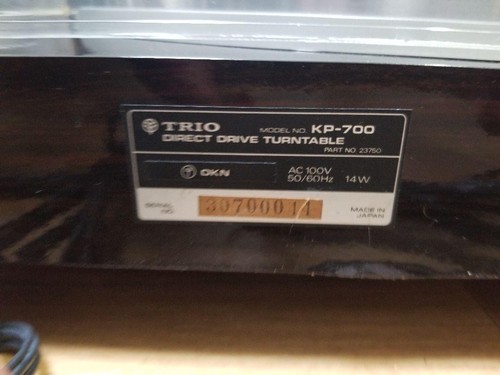 TRIO MODEL NO. KP-700
DIRECT DRIVE TURNTABLE
PART NO 23750
OKN AC 100V
50/60Hz 14W
SERIAL NO. 30700011
MADE IN
JAPAN